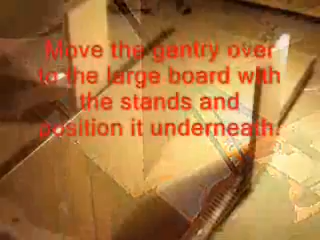 Move the gantry over
to the large board with
the stands and
position it underneath.